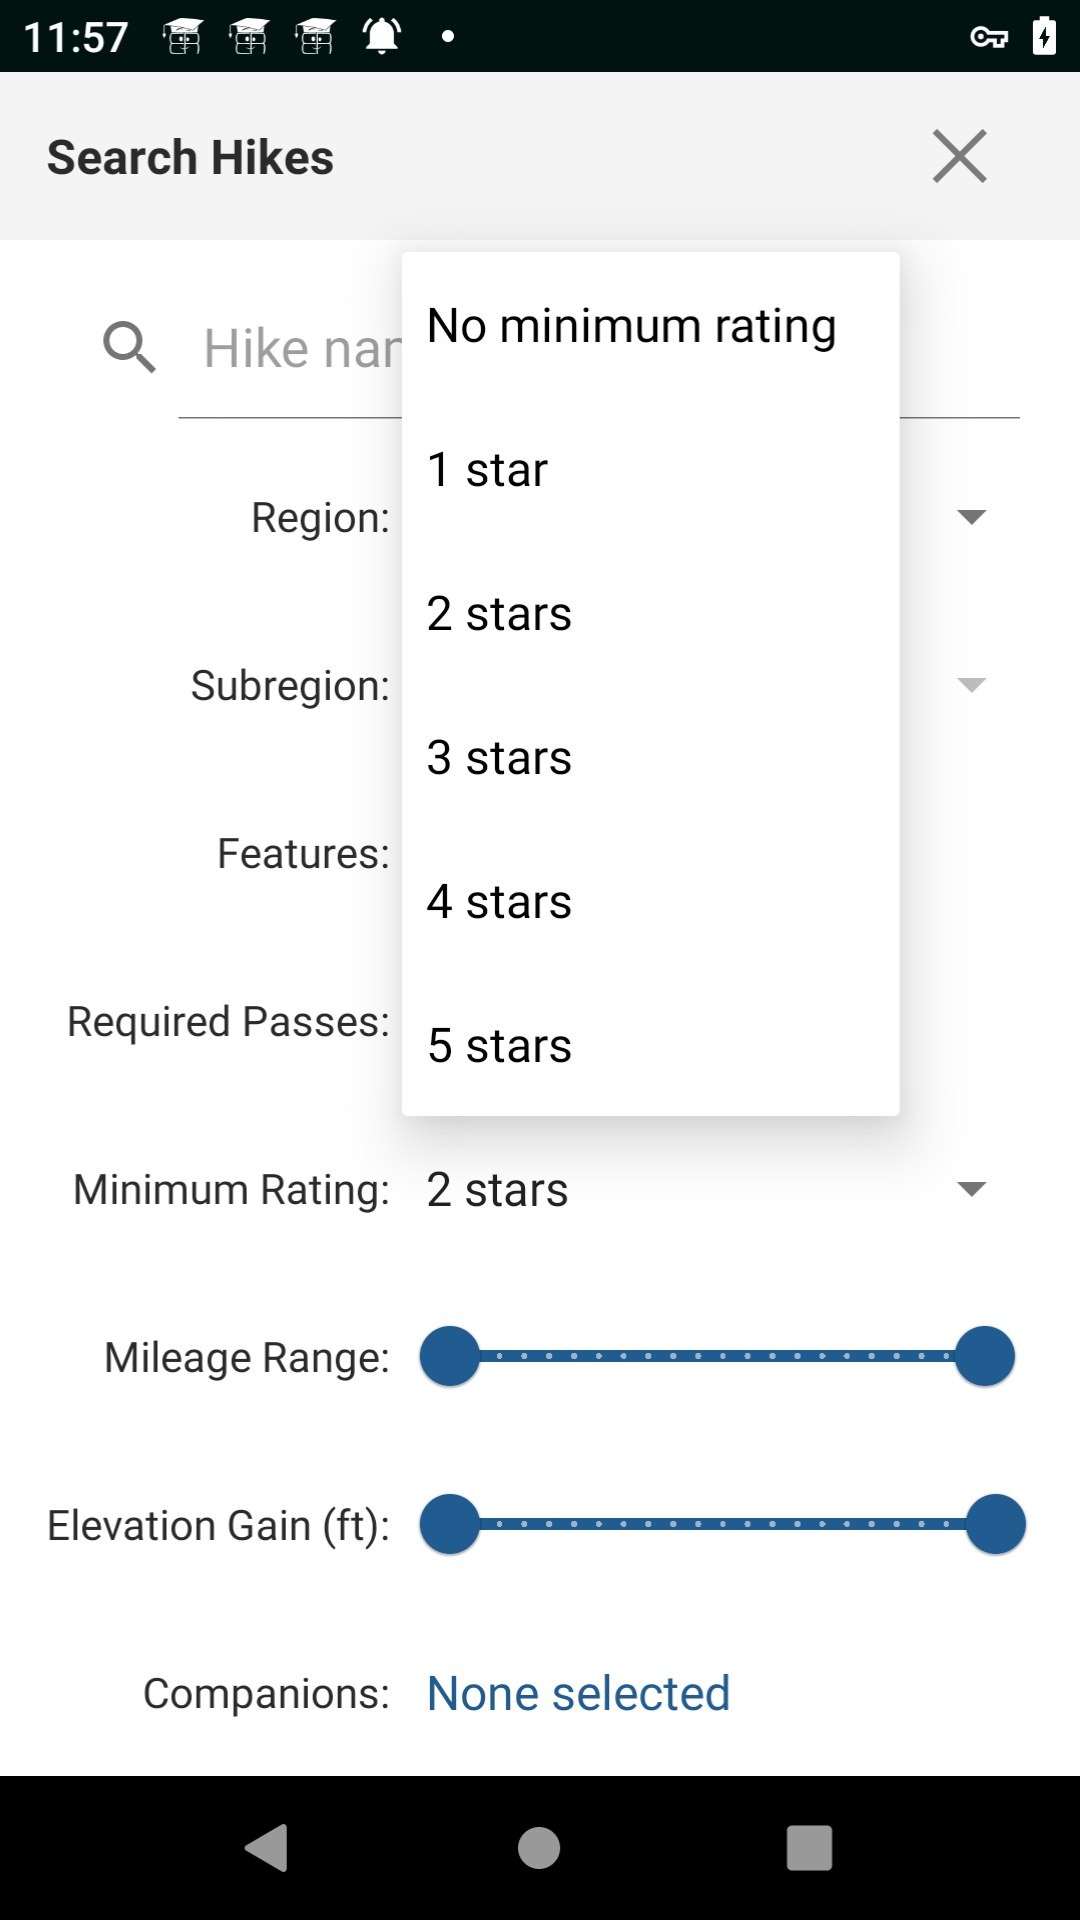 11:57
Search Hikes
Hike nar
No minimum rating
1 star
Region:
2 stars
Subregion:
3 stars
Features:
4 stars
Required Passes:
5 stars
Minimum Rating: 2 stars
Mileage Range:
Elevation Gain (ft):
Companions: None selected